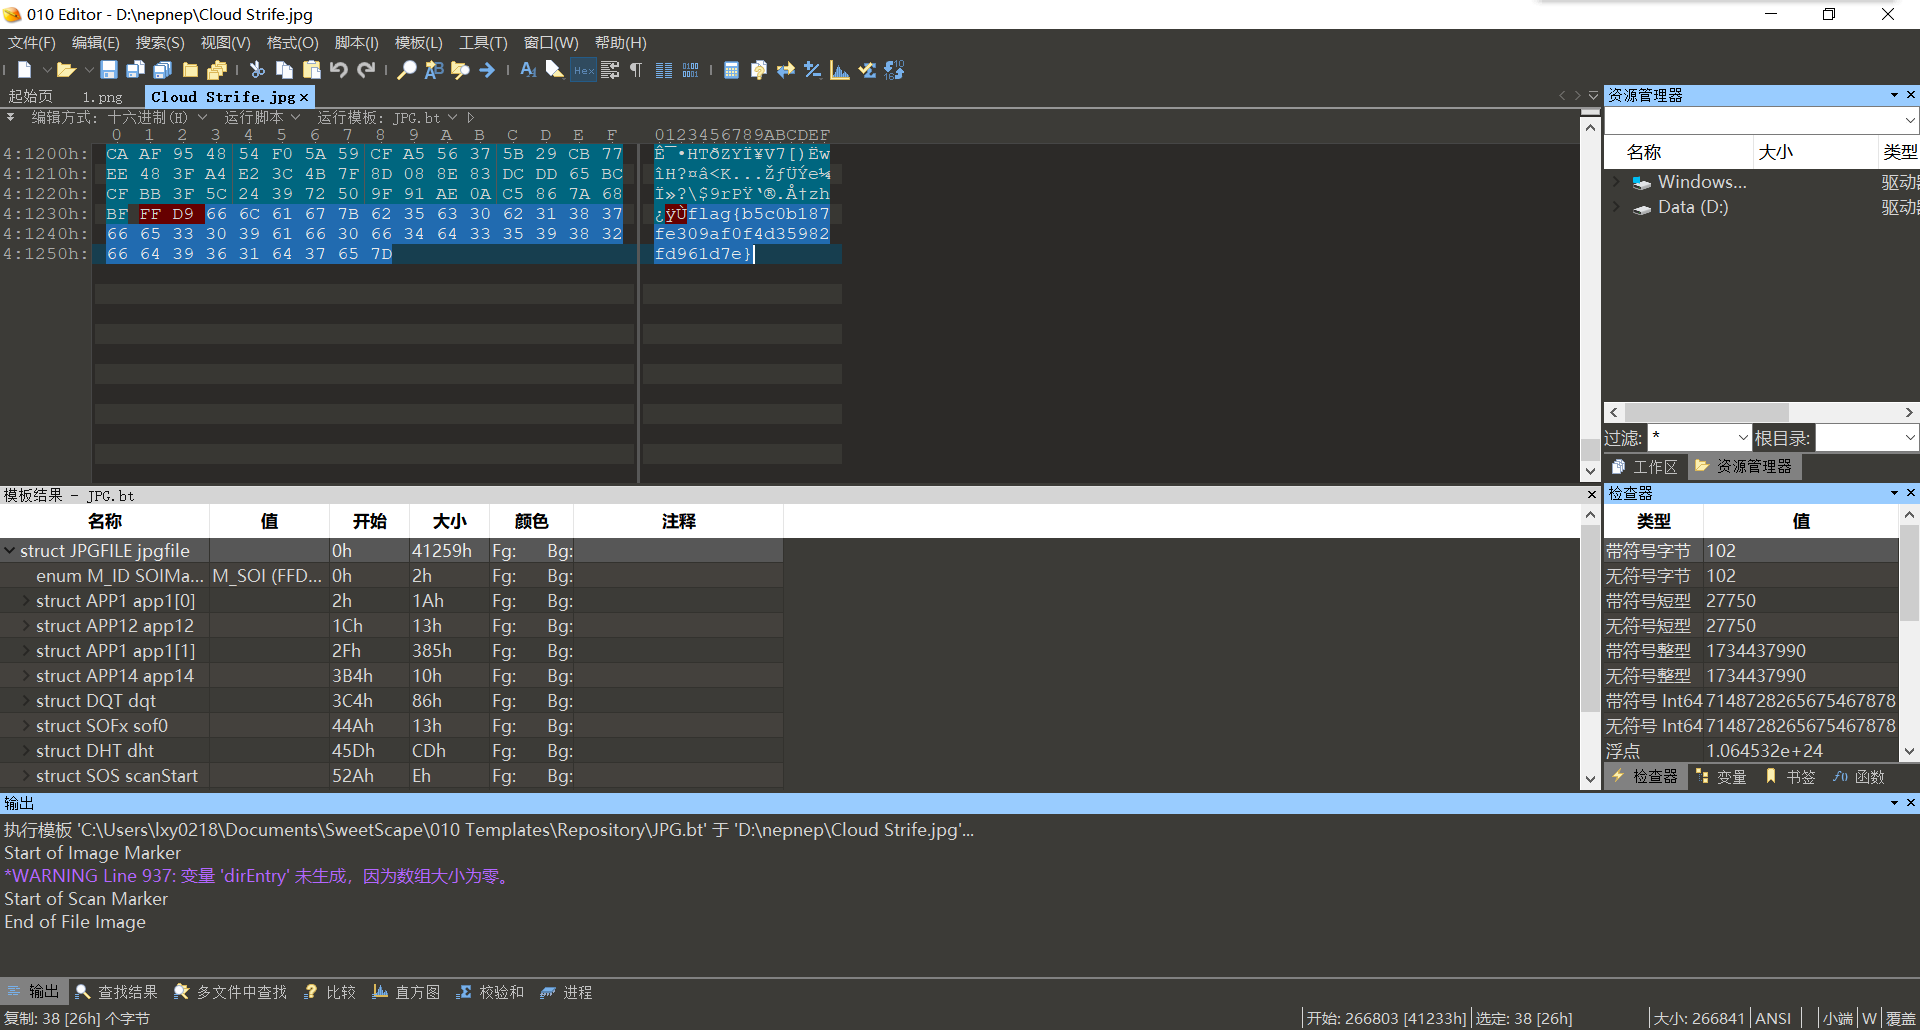 010 Editor - D:\nepnep\Cloud Strife.jpg
文件(F) 编辑(E) 搜索(S) 视图(V) 格式(O) 脚本(I) 模板(L) 工具(T) 窗口(W) 帮助(H)
起始页 1.png Cloud Strife.jpg
编辑方式: 十六进制(H) 运行脚本 运行模板: JPG.bt
0 1 2 3 4 5 6 7 8 9 A B C D E F 0123456789ABCDEF
4:1200h: CA AF 95 48 54 F0 5A 59 CF A5 56 37 5B 29 CB 77 Ê¯•HTðZYÏ¥V7[)Ëw
4:1210h: EE 48 3F A4 E2 3C 4B 7F 8D 08 8E 83 DC DD 65 BC îH?¤â<K...ŽƒÜÝe¼
4:1220h: CF BB 3F 5C 24 39 72 50 9F 91 AE 0A C5 86 7A 68 Ï»?\$9rPŸ‘®.Å†zh
4:1230h: BF FF D9 66 6C 61 67 7B 62 35 63 30 62 31 38 37 ¿ÿÙflag{b5c0b187
4:1240h: 66 65 33 30 39 61 66 30 66 34 64 33 35 39 38 32 fe309af0f4d35982
4:1250h: 66 64 39 36 31 64 37 65 7D fd961d7e}
模板结果 - JPG.bt
名称 值 开始 大小 颜色 注释
struct JPGFILE jpgfile 0h 41259h Fg: Bg:
enum M_ID SOIMa... M_SOI (FFD... 0h 2h Fg: Bg:
struct APP1 app1[0] 2h 1Ah Fg: Bg:
struct APP12 app12 1Ch 13h Fg: Bg:
struct APP1 app1[1] 2Fh 385h Fg: Bg:
struct APP14 app14 3B4h 10h Fg: Bg:
struct DQT dqt 3C4h 86h Fg: Bg:
struct SOFx sof0 44Ah 13h Fg: Bg:
struct DHT dht 45Dh CDh Fg: Bg:
struct SOS scanStart 52Ah Eh Fg: Bg:
资源管理器
名称 大小 类型
Windows... 驱动
Data (D:) 驱动
过滤: * 根目录:
工作区 资源管理器
检查器
类型 值
带符号字节 102
无符号字节 102
带符号短型 27750
无符号短型 27750
带符号整型 1734437990
无符号整型 1734437990
带符号 Int64 7148728265675467878
无符号 Int64 7148728265675467878
浮点 1.064532e+24
检查器 变量 书签 f() 函数
输出
执行模板 'C:\Users\lxy0218\Documents\SweetScape\010 Templates\Repository\JPG.bt' 于 'D:\nepnep\Cloud Strife.jpg'...
Start of Image Marker
*WARNING Line 937: 变量 'dirEntry' 未生成，因为数组大小为零。
Start of Scan Marker
End of File Image
输出 查找结果 多文件中查找 比较 直方图 校验和 进程
复制: 38 [26h] 个字节 开始: 266803 [41233h] 选定: 38 [26h] 大小: 266841 ANSI 小端 W 覆盖